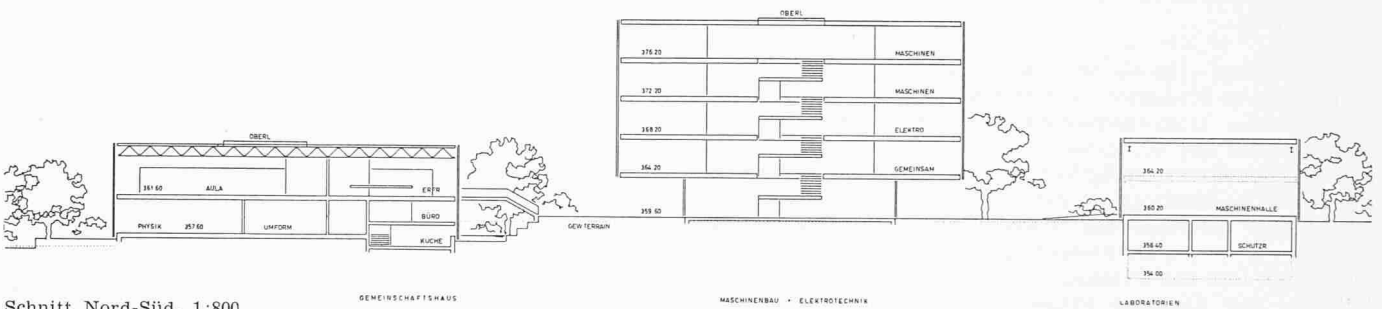 OBERL
361.60 AULA ERFR
BÜRO
PHYSIK 357.60 UMFORM
KÜCHE
GEMEINSCHAFTSHAUS
OBERL
376.20 MASCHINEN
372.20 MASCHINEN
368.20 ELEKTRO
364.20 GEMEINSAM
359.60
GEW TERRAIN
MASCHINENBAU + ELEKTROTECHNIK
364.20
360.20 MASCHINENHALLE
356.40 SCHUTZR
354.00
LABORATORIEN
Schnitt Nord-Süd 1:800